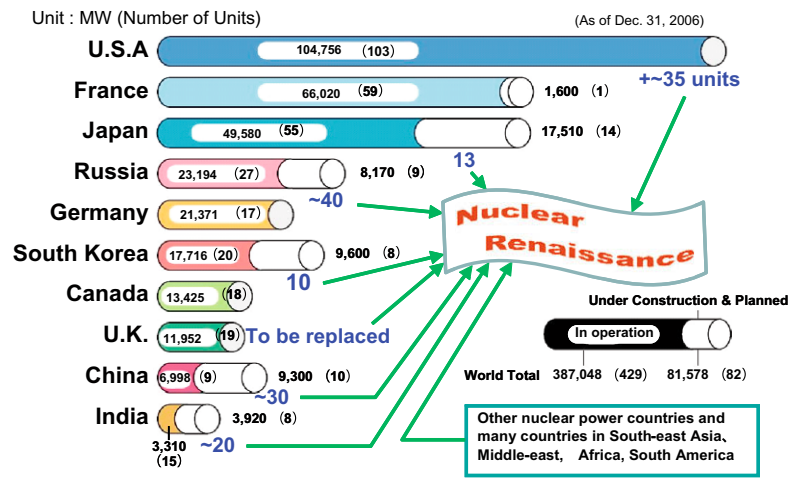 Unit : MW (Number of Units)
(As of Dec. 31, 2006)
U.S.A 104,756 (103)
+~35 units
France 66,020 (59) 1,600 (1)
Japan 49,580 (55) 17,510 (14)
13
Russia 23,194 (27) 8,170 (9)
~40
Germany 21,371 (17)
Nuclear
Renaissance
South Korea 17,716 (20) 9,600 (8)
10
Canada 13,425 (18)
Under Construction & Planned
U.K. 11,952 (19) To be replaced
In operation
China 6,998 (9) 9,300 (10)
World Total 387,048 (429) 81,578 (82)
~30
India 3,920 (8)
3,310
(15)
~20
Other nuclear power countries and
many countries in South-east Asia、
Middle-east, Africa, South America